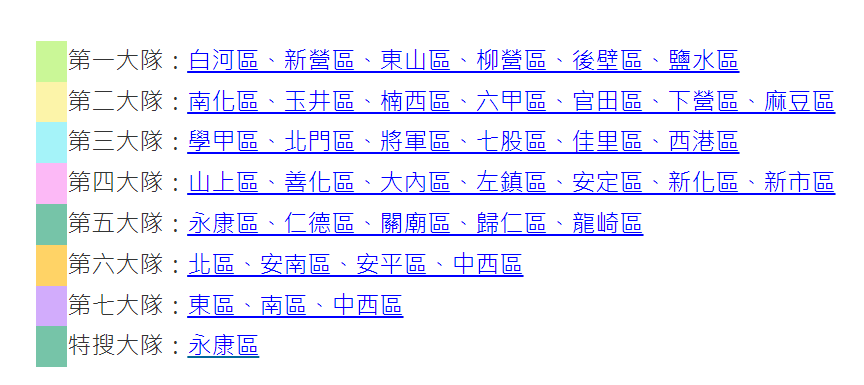 第一大隊：白河區、新營區、東山區、柳營區、後壁區、鹽水區
第二大隊：南化區、玉井區、楠西區、六甲區、官田區、下營區、麻豆區
第三大隊：學甲區、北門區、將軍區、七股區、佳里區、西港區
第四大隊：山上區、善化區、大內區、左鎮區、安定區、新化區、新市區
第五大隊：永康區、仁德區、關廟區、歸仁區、龍崎區
第六大隊：北區、安南區、安平區、中西區
第七大隊：東區、南區、中西區
特搜大隊：永康區